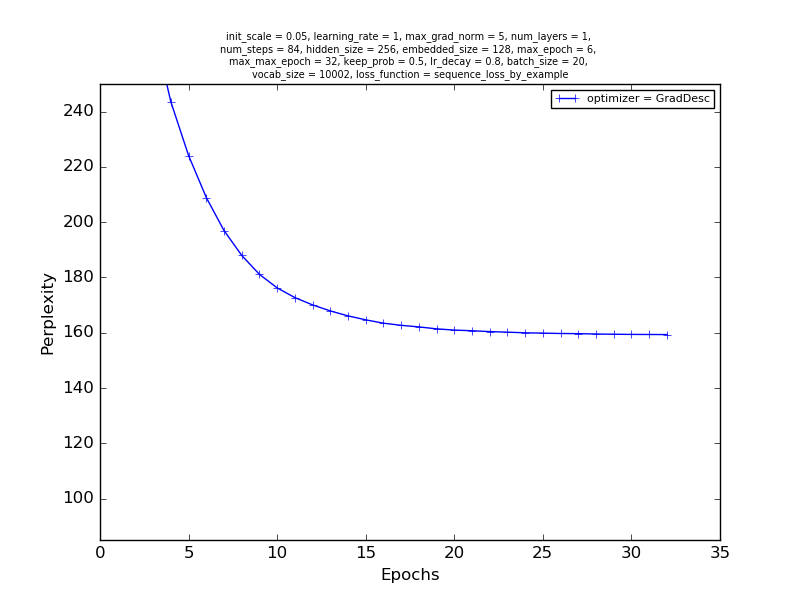 init_scale = 0.05, learning_rate = 1, max_grad_norm = 5, num_layers = 1,
num_steps = 84, hidden_size = 256, embedded_size = 128, max_epoch = 6,
max_max_epoch = 32, keep_prob = 0.5, lr_decay = 0.8, batch_size = 20,
vocab_size = 10002, loss_function = sequence_loss_by_example
optimizer = GradDesc
240
220
200
180
160
140
120
100
Perplexity
0 5 10 15 20 25 30 35
Epochs